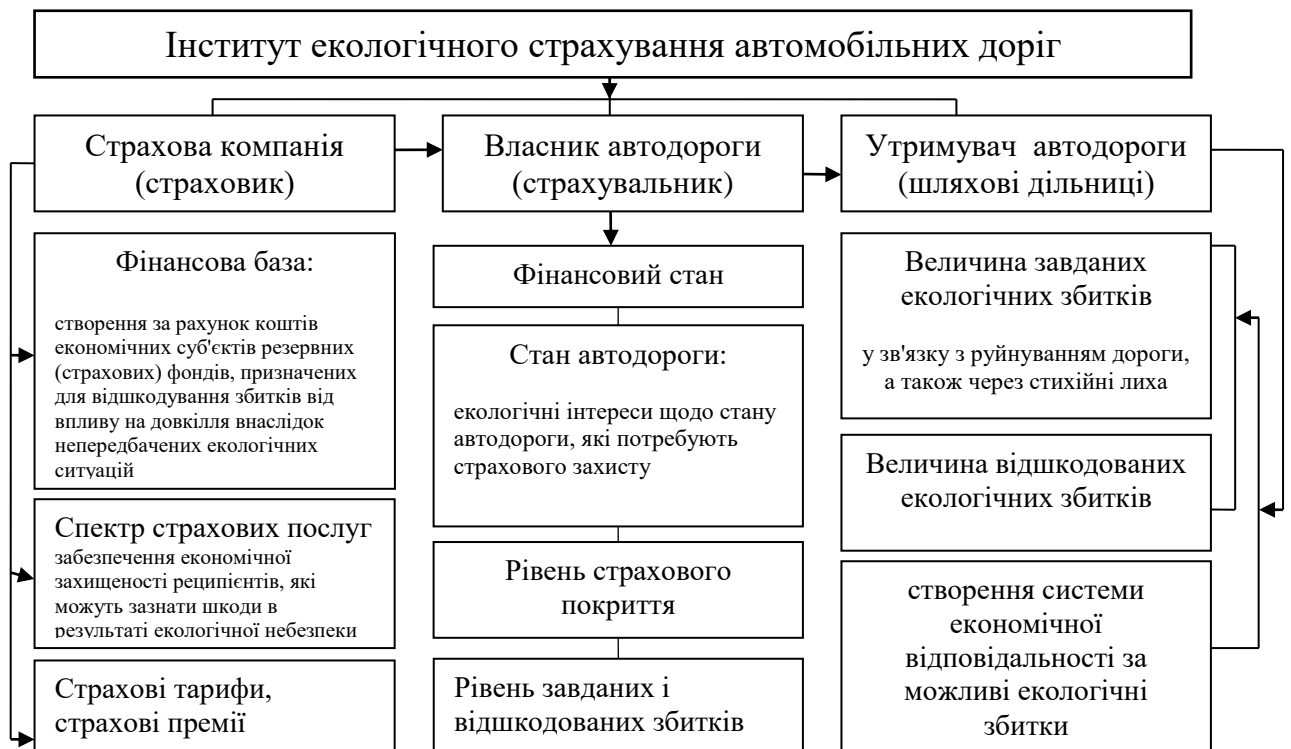 Інститут екологічного страхування автомобільних доріг
Страхова компанія
(страховик)
Власник автодороги
(страхувальник)
Утримувач автодороги
(шляхові дільниці)
Фінансова база:
створення за рахунок коштів
економічних суб'єктів резервних
(страхових) фондів, призначених
для відшкодування збитків від
впливу на довкілля внаслідок
непередбачених екологічних
ситуацій
Спектр страхових послуг
забезпечення економічної
захищеності реципієнтів, які
можуть зазнати шкоди в
результаті екологічної небезпеки
Страхові тарифи,
страхові премії
Фінансовий стан
Стан автодороги:
екологічні інтереси щодо стану
автодороги, які потребують
страхового захисту
Рівень страхового
покриття
Рівень завданих і
відшкодованих збитків
Величина завданих
екологічних збитків
у зв'язку з руйнуванням дороги,
а також через стихійні лиха
Величина відшкодованих
екологічних збитків
створення системи
економічної
відповідальності за
можливі екологічні
збитки